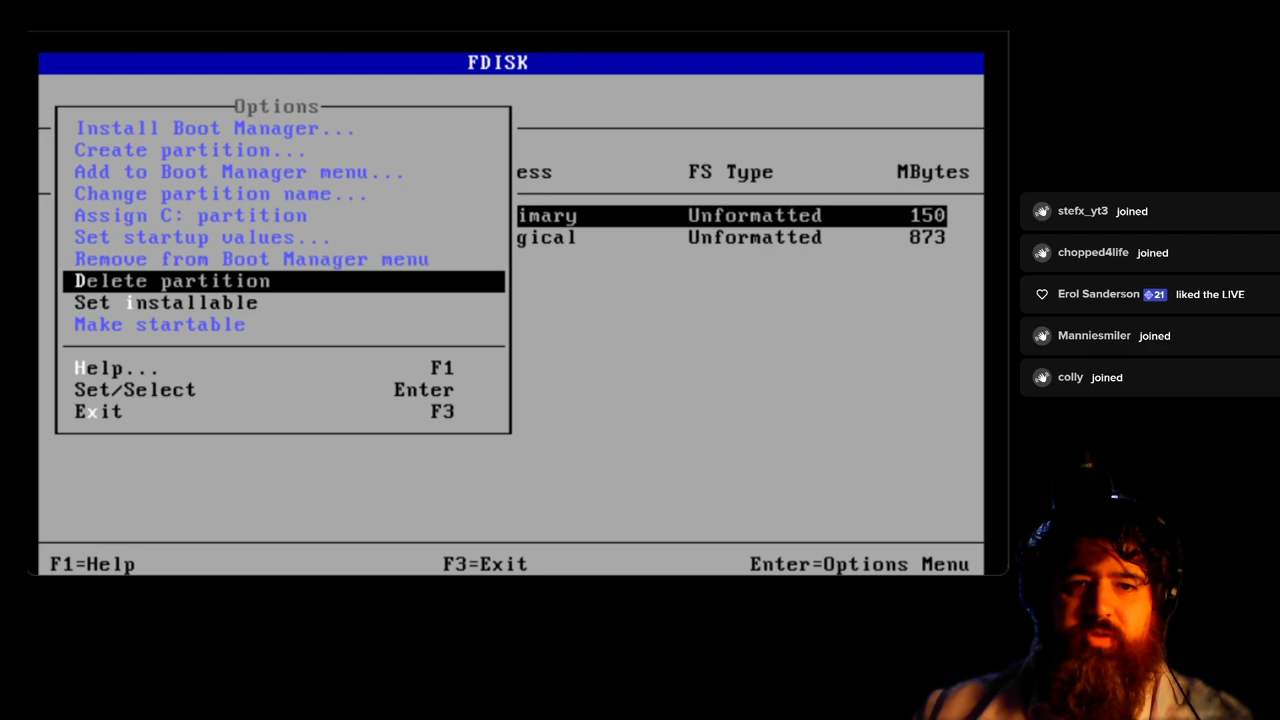 FDISK
Options
Install Boot Manager...
Create partition...
Add to Boot Manager menu...
Change partition name...
Assign C: partition
Set startup values...
Remove from Boot Manager menu
Delete partition
Set installable
Make startable
Help... F1
Set/Select Enter
Exit F3
ess FS Type MBytes
imary Unformatted 150
gical Unformatted 873
F1=Help F3=Exit Enter=Options Menu
stefx_yt3 joined
chopped4life joined
Erol Sanderson 21 liked the LIVE
Manniesmiler joined
colly joined